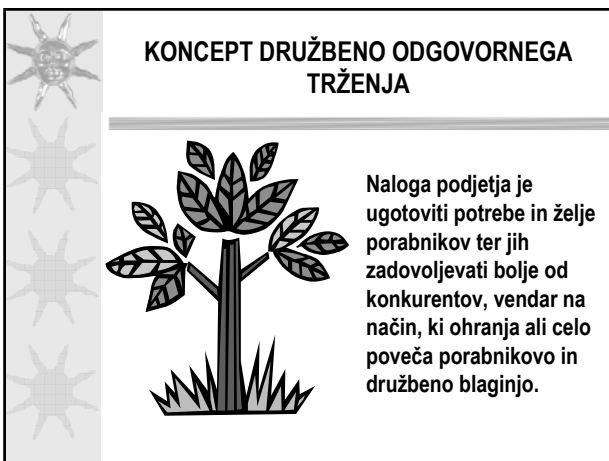 KONCEPT DRUŽBENO ODGOVORNEGA
TRŽENJA
Naloga podjetja je
ugotoviti potrebe in želje
porabnikov ter jih
zadovoljevati bolje od
konkurentov, vendar na
način, ki ohranja ali celo
poveča porabnikovo in
družbeno blaginjo.